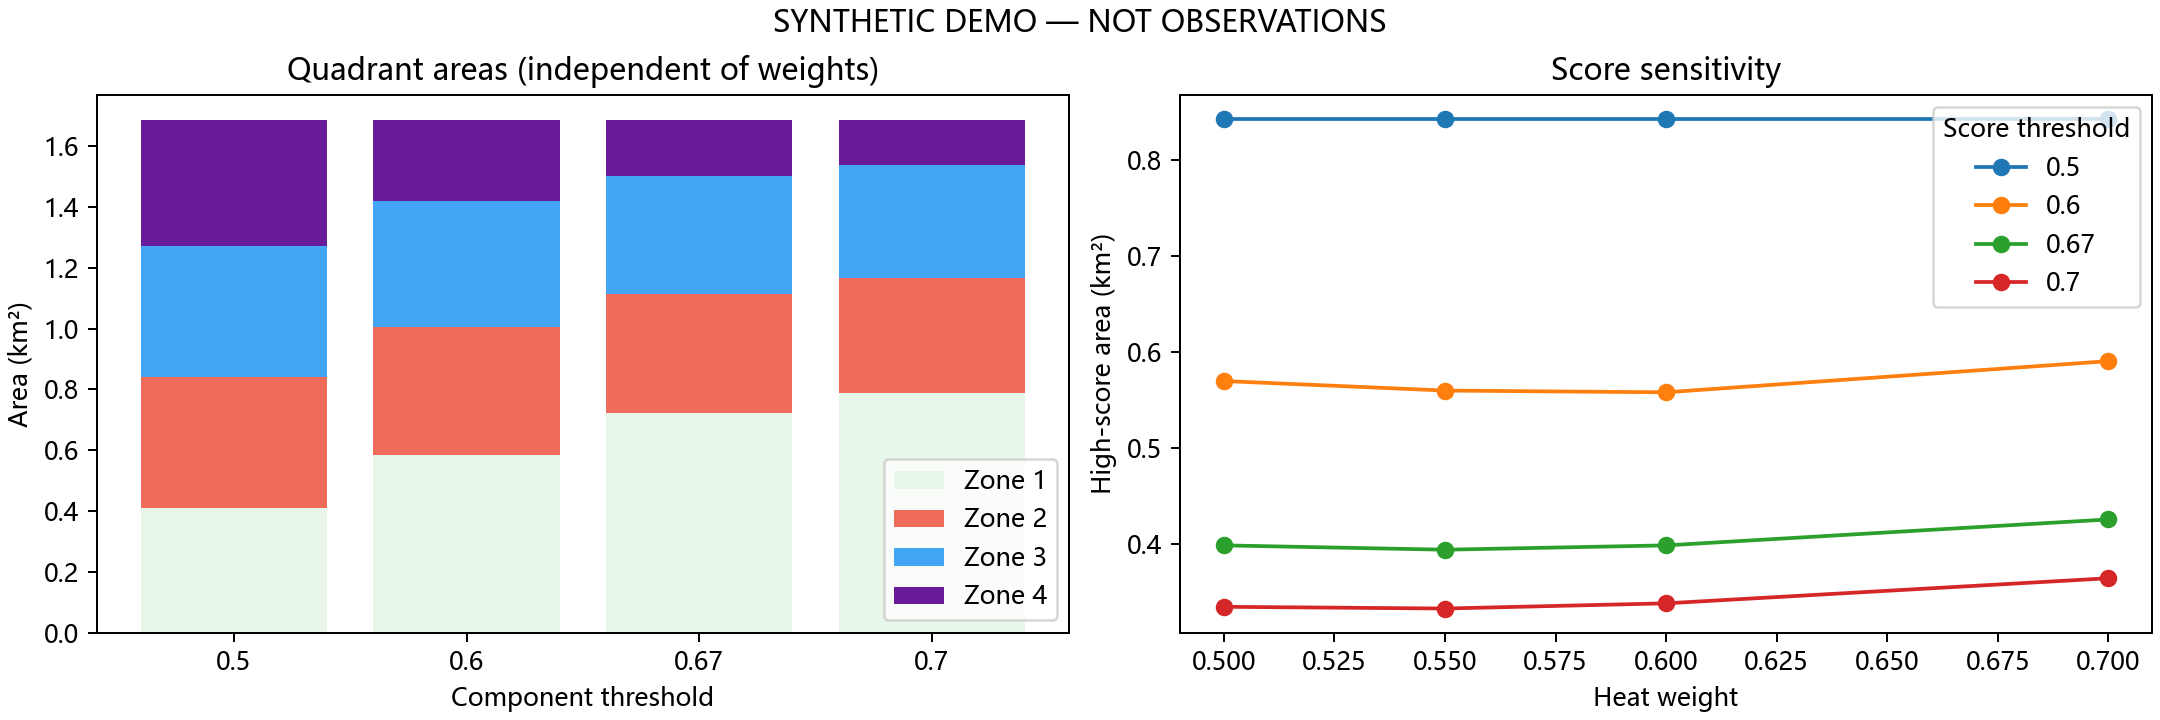 SYNTHETIC DEMO — NOT OBSERVATIONS
Quadrant areas (independent of weights)
Area (km²)
1.6
1.4
1.2
1.0
0.8
0.6
0.4
0.2
0.0
Zone 1
Zone 2
Zone 3
Zone 4
0.5 0.6 0.67 0.7
Component threshold
Score sensitivity
High-score area (km²)
0.8
0.7
0.6
0.5
0.4
Score threshold
0.5
0.6
0.67
0.7
0.500 0.525 0.550 0.575 0.600 0.625 0.650 0.675 0.700
Heat weight